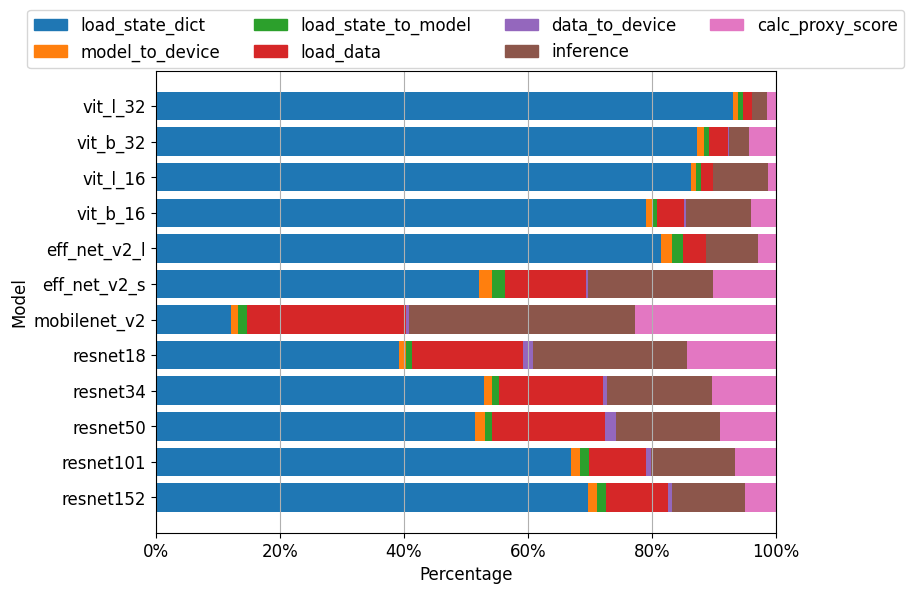 load_state_dict load_state_to_model data_to_device calc_proxy_score
model_to_device load_data inference
vit_l_32
vit_b_32
vit_l_16
vit_b_16
eff_net_v2_l
eff_net_v2_s
mobilenet_v2
resnet18
resnet34
resnet50
resnet101
resnet152
Model
0% 20% 40% 60% 80% 100%
Percentage